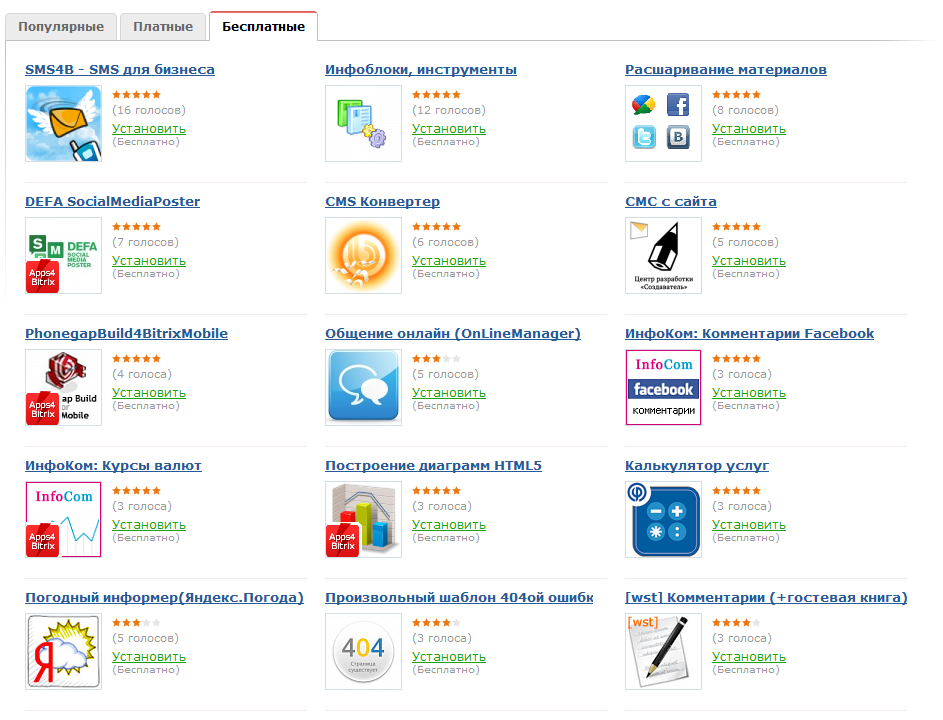 Популярные
Платные
Бесплатные
SMS4B - SMS для бизнеса
(16 голосов)
Установить
(Бесплатно)
Инфоблоки, инструменты
(12 голосов)
Установить
(Бесплатно)
Расшаривание материалов
(8 голосов)
Установить
(Бесплатно)
DEFA SocialMediaPoster
S M DEFA
SOCIAL
MEDIA
POSTER
Apps4
Bitrix
(7 голосов)
Установить
(Бесплатно)
CMS Конвертер
(6 голосов)
Установить
(Бесплатно)
СМС с сайта
Центр разработки
«Создаватель»
(5 голосов)
Установить
(Бесплатно)
PhonegapBuild4BitrixMobile
ap Build
or
Mobile
Apps4
Bitrix
(4 голоса)
Установить
(Бесплатно)
Общение онлайн (OnLineManager)
(5 голосов)
Установить
(Бесплатно)
ИнфоКом: Комментарии Facebook
InfoCom
facebook
комментарии
(3 голоса)
Установить
(Бесплатно)
ИнфоКом: Курсы валют
InfoCom
Apps4
Bitrix
(3 голоса)
Установить
(Бесплатно)
Построение диаграмм HTML5
Apps4
Bitrix
(3 голоса)
Установить
(Бесплатно)
Калькулятор услуг
(3 голоса)
Установить
(Бесплатно)
Погодный информер(Яндекс.Погода)
Я
(5 голосов)
Установить
(Бесплатно)
Произвольный шаблон 404ой ошибк
404
Страница
существует
(3 голоса)
Установить
(Бесплатно)
[wst] Комментарии (+гостевая книга)
[wst]
(3 голоса)
Установить
(Бесплатно)